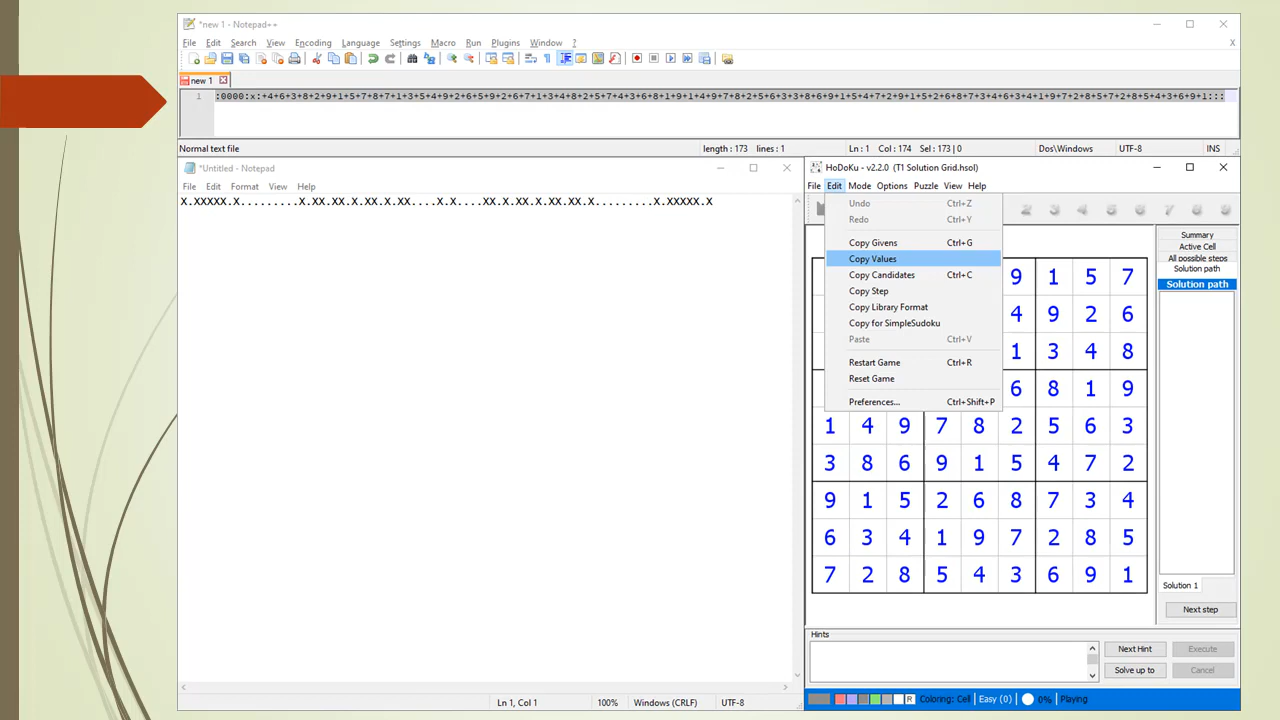 *new 1 - Notepad++
File Edit Search View Encoding Language Settings Macro Run Plugins Window ? X
new 1
1 :0000:x:+4+6+3+8+2+9+1+5+7+8+7+1+3+5+4+9+2+6+5+9+2+6+7+1+3+4+8+2+5+7+4+3+6+8+1+9+1+4+9+7+8+2+5+6+3+3+8+6+9+1+5+4+7+2+9+1+5+2+6+8+7+3+4+6+3+4+1+9+7+2+8+5+7+2+8+5+4+3+6+9+1:::
Normal text file length : 173 lines : 1 Ln : 1 Col : 174 Sel : 173 | 0 Dos\Windows UTF-8 INS
*Untitled - Notepad
File Edit Format View Help
X.XXXXX.X.........X.XX.XX.X.XX.X.XX....X.X....XX.X.XX.X.XX.XX.X.........X.XXXXX.X
Ln 1, Col 1 100% Windows (CRLF) UTF-8
HoDoKu - v2.2.0 (T1 Solution Grid.hsol)
File Edit Mode Options Puzzle View Help
2 3 4 5 6 7 8 9
Undo Ctrl+Z
Redo Ctrl+Y
Copy Givens Ctrl+G
Copy Values
Copy Candidates Ctrl+C
Copy Step
Copy Library Format
Copy for SimpleSudoku
Paste Ctrl+V
Restart Game Ctrl+R
Reset Game
Preferences... Ctrl+Shift+P
9 1 5 7
4 9 2 6
1 3 4 8
6 8 1 9
1 4 9 7 8 2 5 6 3
3 8 6 9 1 5 4 7 2
9 1 5 2 6 8 7 3 4
6 3 4 1 9 7 2 8 5
7 2 8 5 4 3 6 9 1
Summary
Active Cell
All possible steps
Solution path
Solution path
Solution 1
Next step
Hints
Next Hint Execute
Solve up to Cancel
R Coloring: Cell Easy (0) 0% Playing